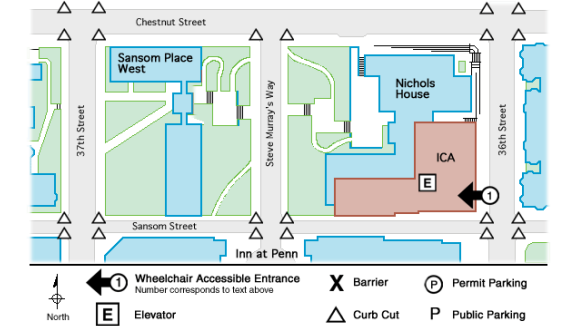 Chestnut Street
Sansom Place
West
Nichols
House
37th Street
Steve Murray's Way
36th Street
ICA
E
1
Sansom Street
Inn at Penn
1
Wheelchair Accessible Entrance
Number corresponds to text above
X
Barrier
P
Permit Parking
North
E
Elevator
Curb Cut
P
Public Parking